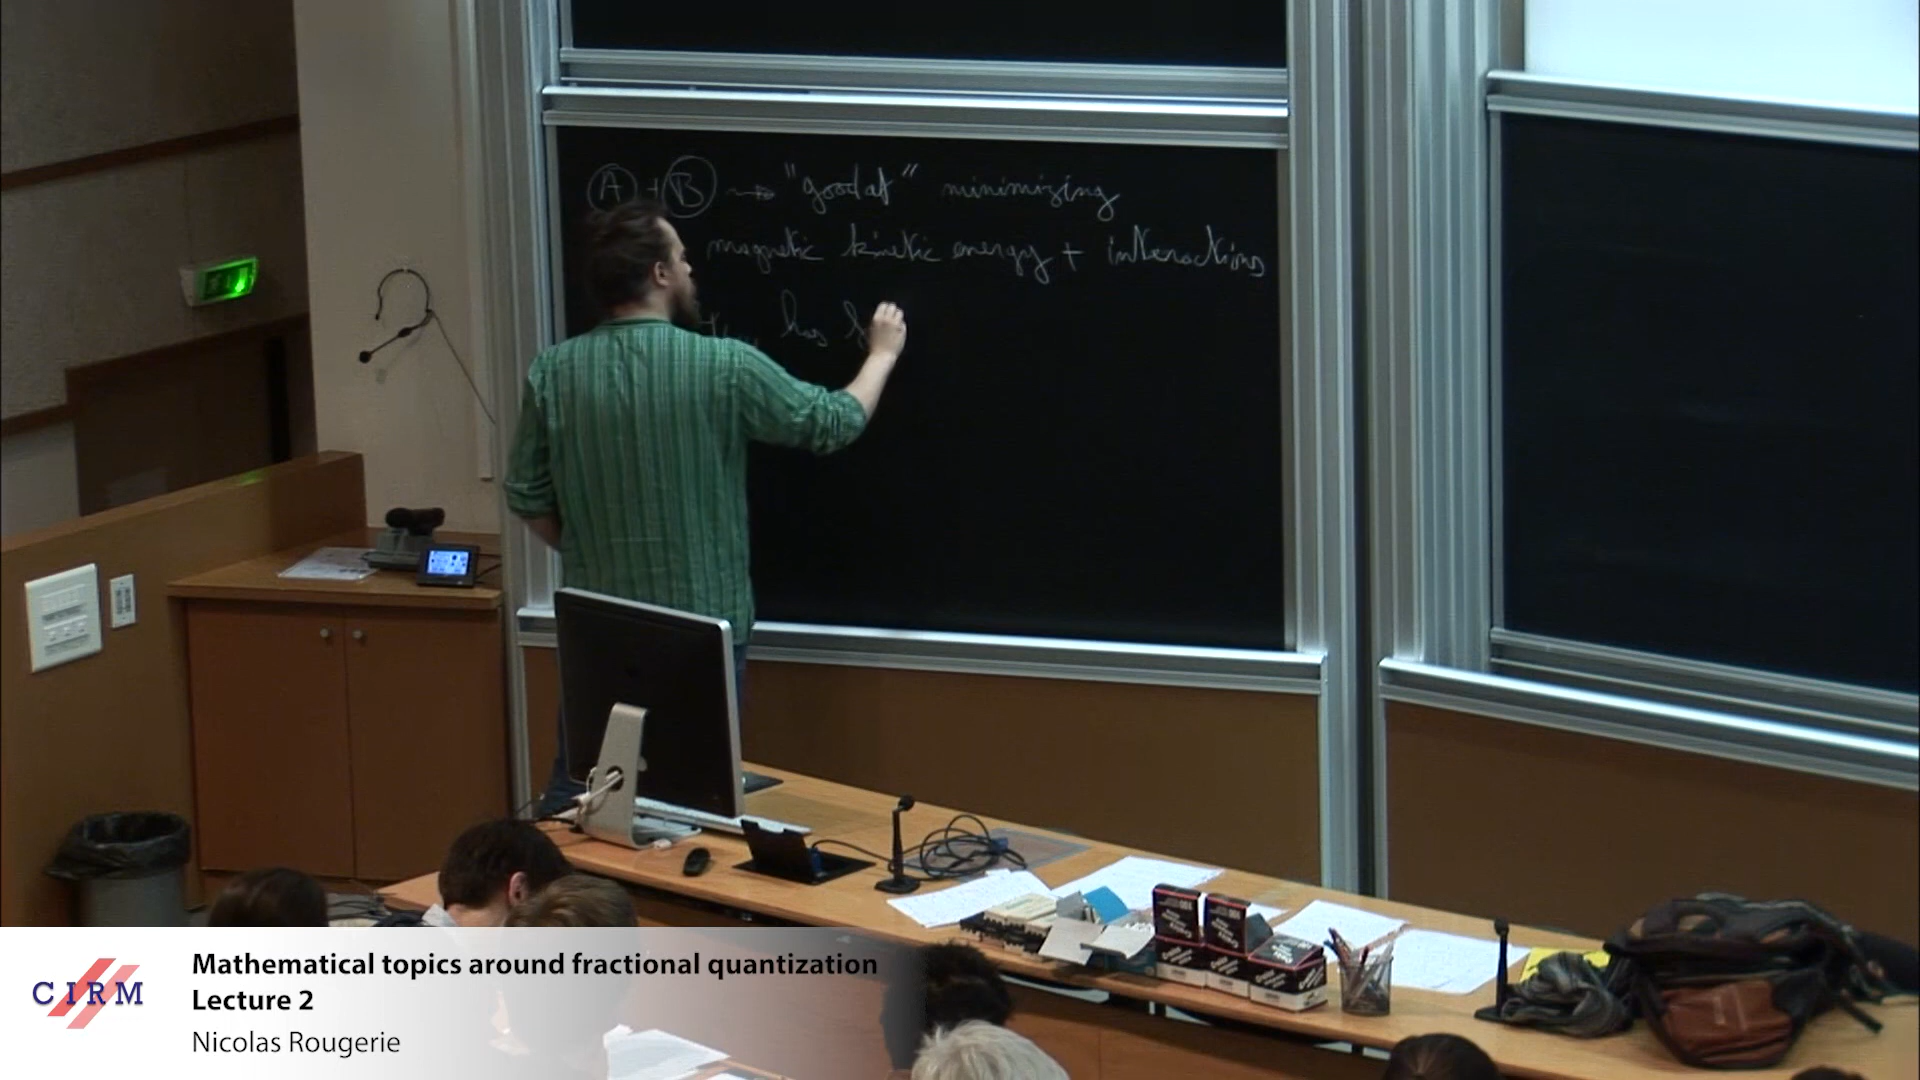 A + B → "good at" minimizing
magnetic kinetic energy + interactions
has
CIRM
Mathematical topics around fractional quantization
Lecture 2
Nicolas Rougerie